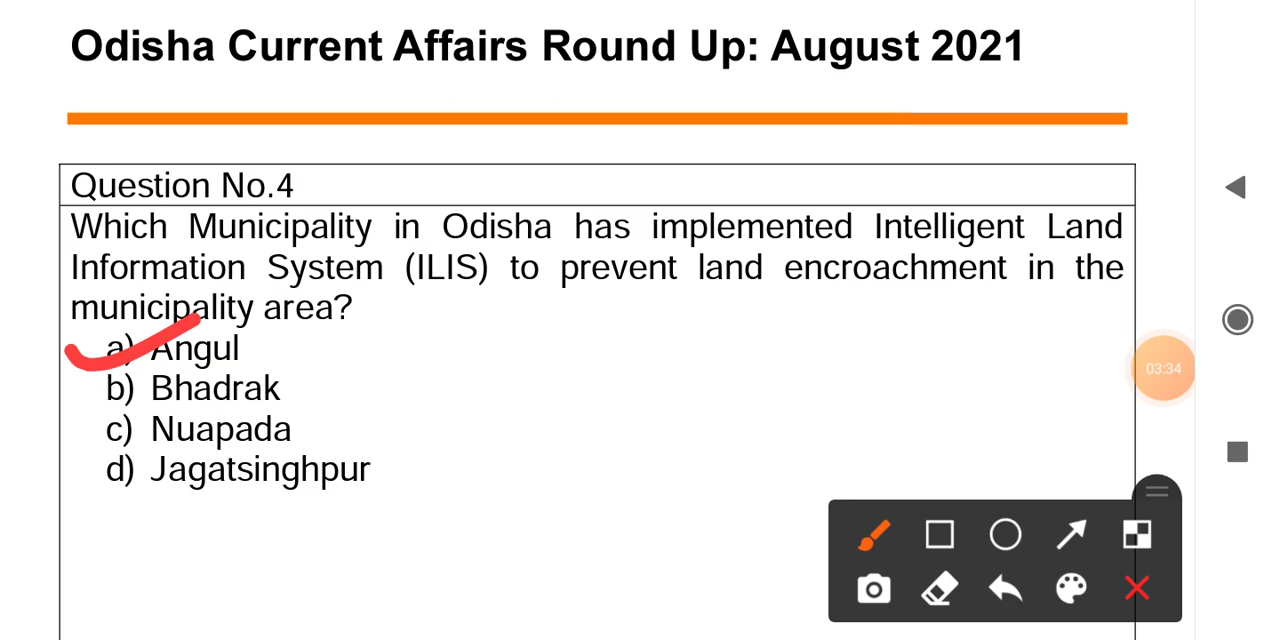 Odisha Current Affairs Round Up: August 2021
Question No.4
Which Municipality in Odisha has implemented Intelligent Land
Information System (ILIS) to prevent land encroachment in the
municipality area?
a) Angul
b) Bhadrak
c) Nuapada
d) Jagatsinghpur
03:34